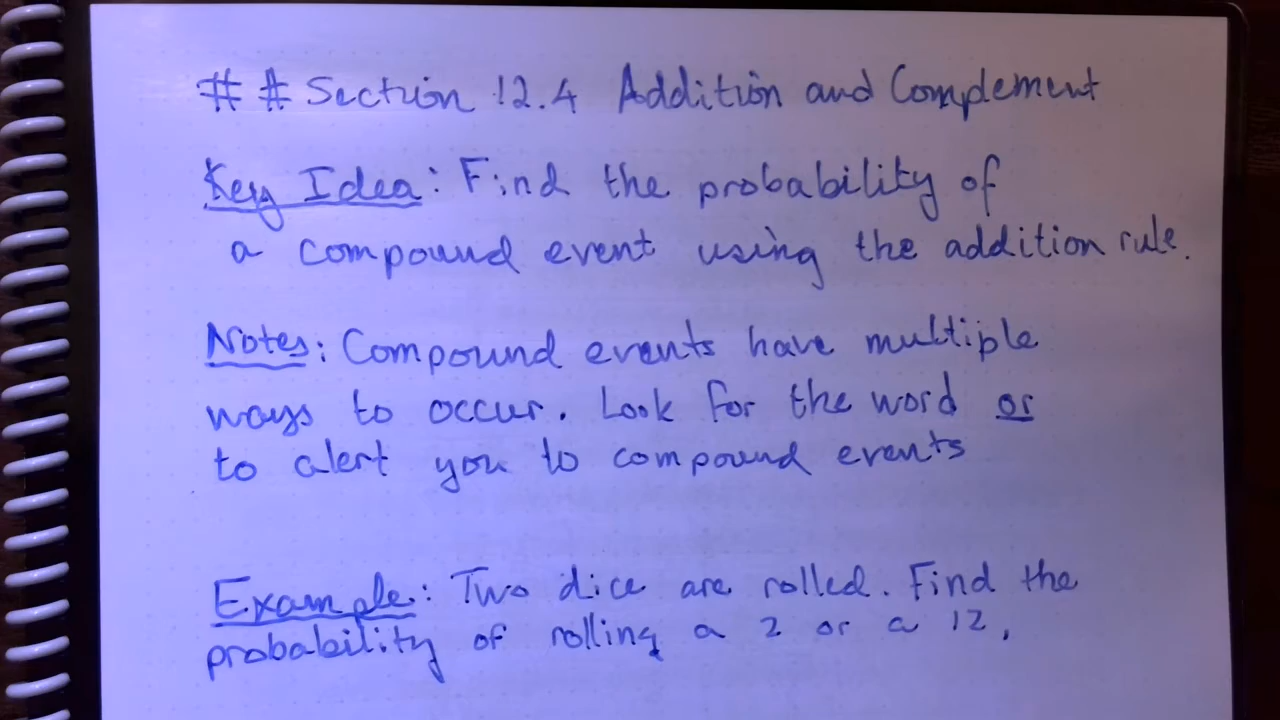 ## Section 12.4 Addition and Complement
Key Idea: Find the probability of
a compound event using the addition rule.
Notes: Compound events have multiple
ways to occur. Look for the word or
to alert you to compound events
Example: Two dice are rolled. Find the
probability of rolling a 2 or a 12.